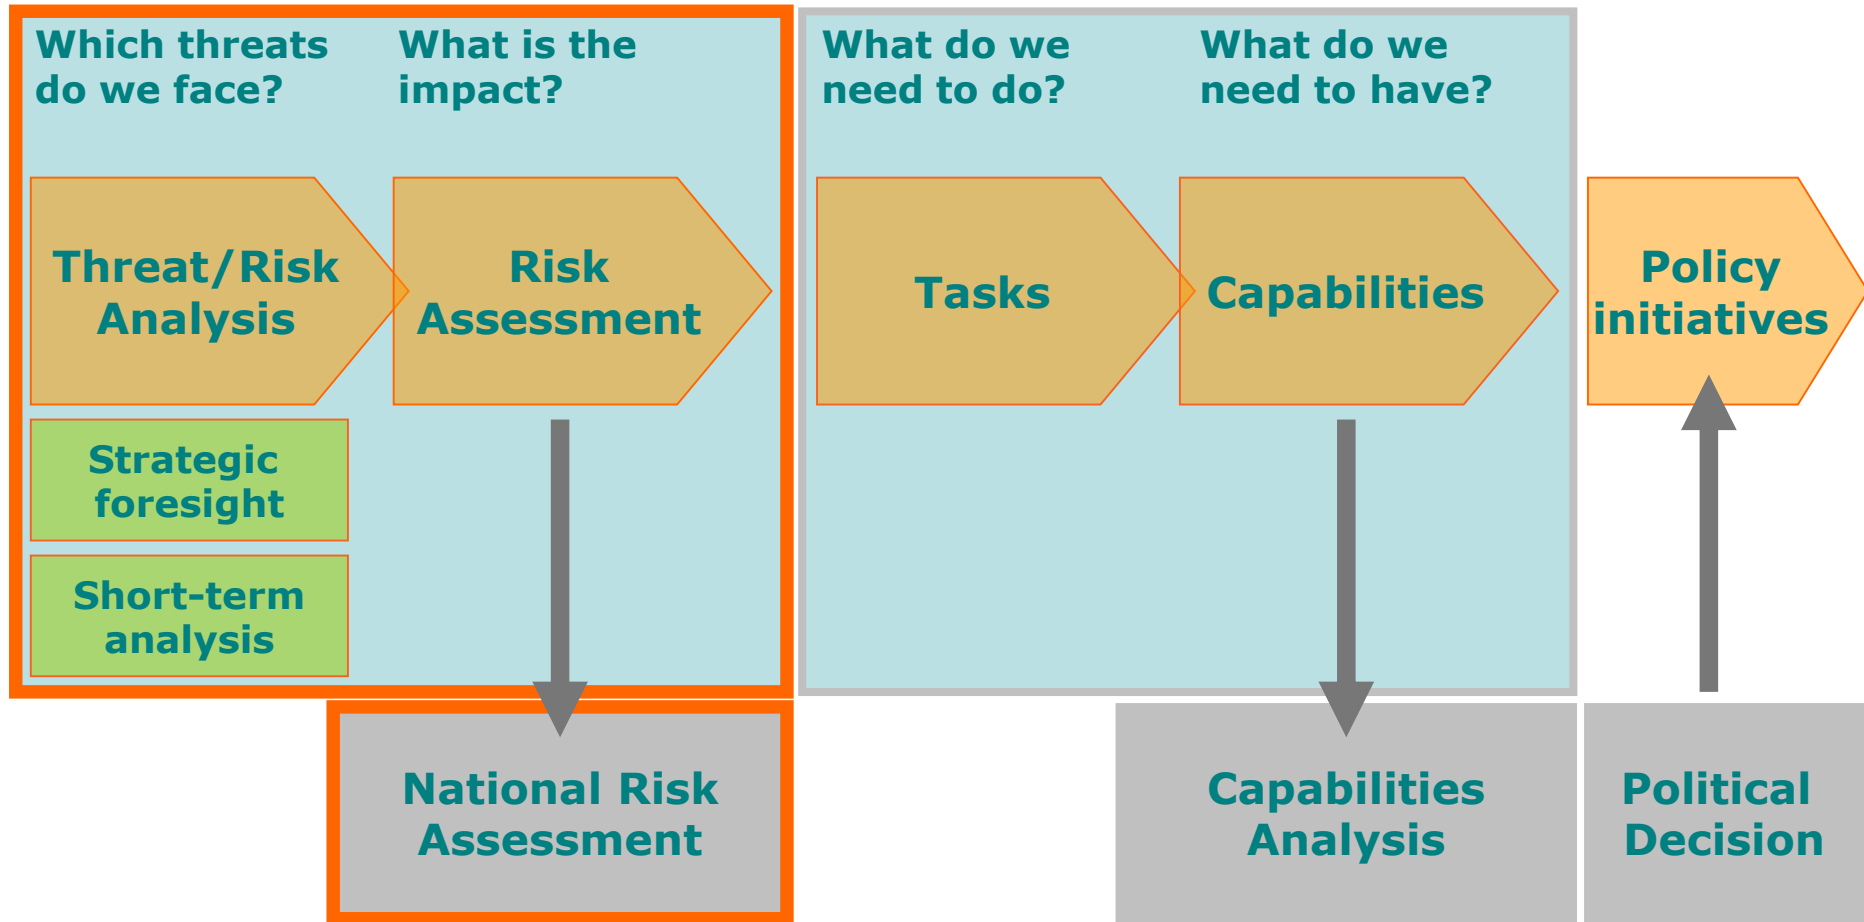 Which threats
do we face?
What is the
impact?
What do we
need to do?
What do we
need to have?
Threat/Risk
Analysis
Risk
Assessment
Tasks
Capabilities
Policy
initiatives
Strategic
foresight
Short-term
analysis
National Risk
Assessment
Capabilities
Analysis
Political
Decision